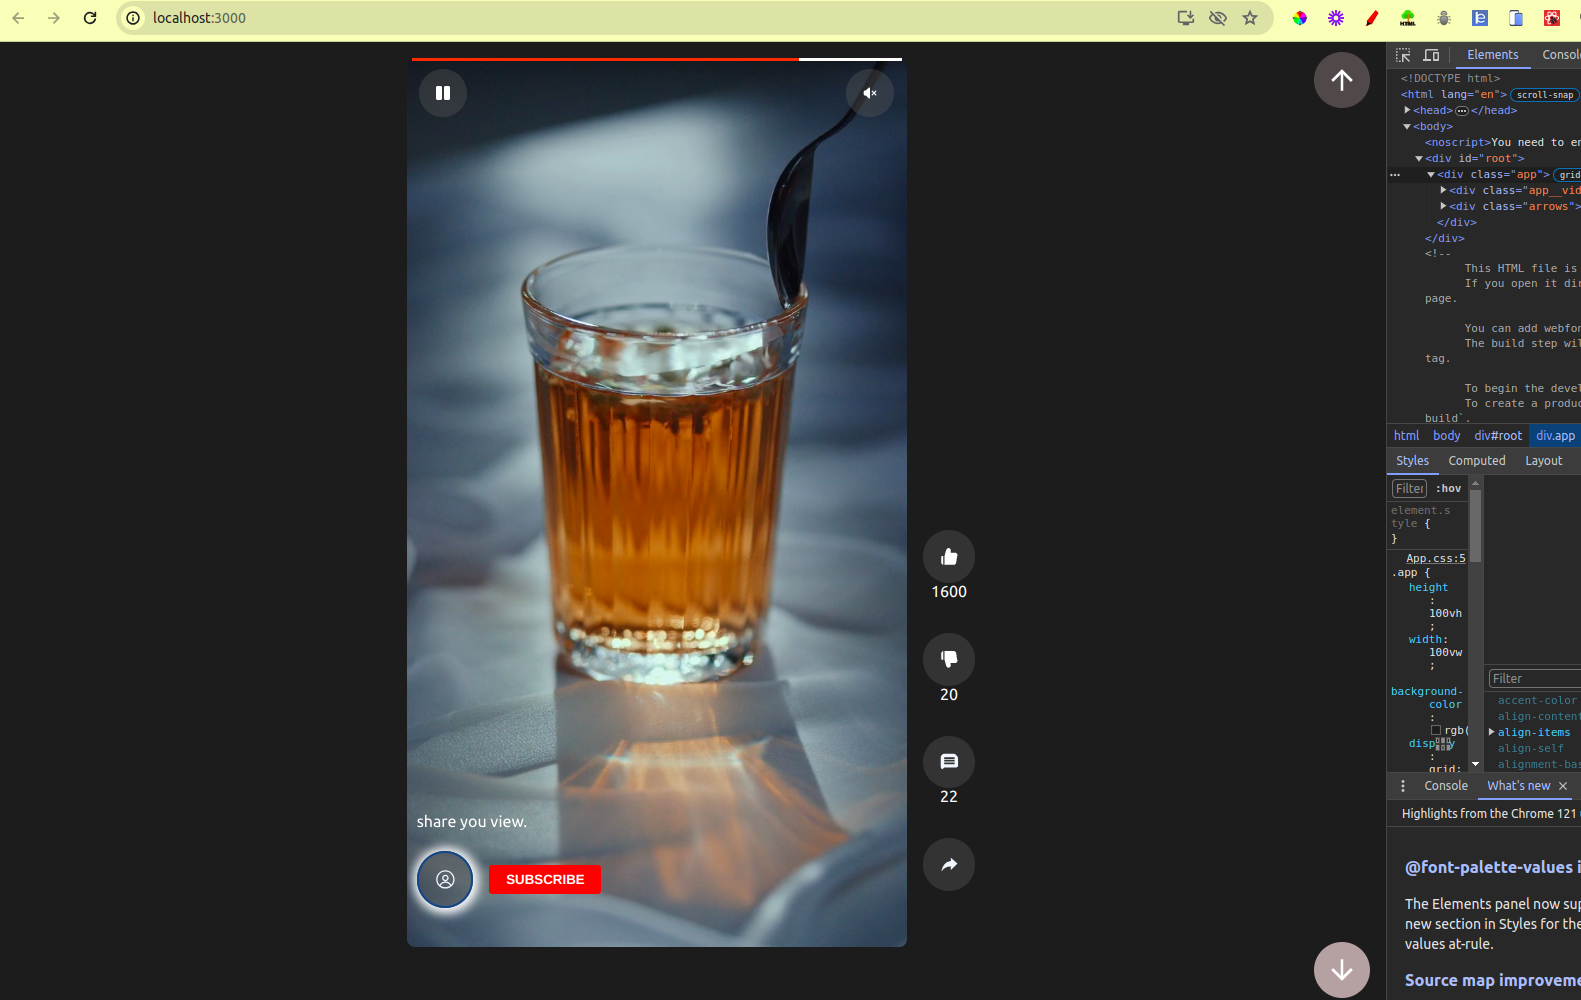 localhost:3000
Elements
Conso
<!DOCTYPE html>
<html lang="en"> scroll-snap
<head> </head>
<body>
<noscript>You need to er
<div id="root">
<div class="app"> grid
<div class="app__vid
<div class="arrows">
</div>
</div>
<!--
This HTML file is
If you open it dir
page.
You can add webfon
The build step wil
tag.
To begin the devel
To create a produc
build`.
html body div#root div.app
Styles Computed Layout
Filter :hov
element.s
tyle {
}
App.css:5
.app {
height
:
100vh
;
width:
100vw
;
background-
color
:
rgb(
display
:
grid;
Filter
accent-color
align-content
align-items
align-self
alignment-bas
Console What's new
Highlights from the Chrome 121
@font-palette-values i
The Elements panel now sup
new section in Styles for the
values at-rule.
Source map improveme
1600
20
22
share you view.
SUBSCRIBE